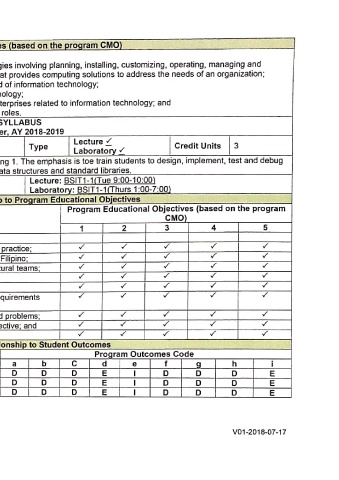 es (based on the program CMO)
gies involving planning, installing, customizing, operating, managing and
at provides computing solutions to address the needs of an organization;
d of information technology;
nology;
terprises related to information technology; and
roles.
SYLLABUS
er, AY 2018-2019
Type Lecture ✓ Laboratory ✓ Credit Units 3
ng 1. The emphasis is toe train students to design, implement, test and debug
ata structures and standard libraries.
Lecture: BSIT1-1(Tue 9:00-10:00)
Laboratory: BSIT1-1(Thurs 1:00-7:00)
p to Program Educational Objectives
Program Educational Objectives (based on the program
CMO)
1 2 3 4 5
practice; ✓ ✓ ✓ ✓ ✓
Filipino; ✓ ✓ ✓ ✓ ✓
tural teams; ✓ ✓ ✓ ✓ ✓
✓ ✓ ✓ ✓ ✓
✓ ✓ ✓ ✓ ✓
quirements ✓ ✓ ✓ ✓ ✓
d problems; ✓ ✓ ✓ ✓ ✓
ective; and ✓ ✓ ✓ ✓ ✓
✓ ✓ ✓ ✓ ✓
onship to Student Outcomes
Program Outcomes Code
a b C d e f g h i
D D D E I D D D E
D D D E I D D D E
D D D E I D D D E
V01-2018-07-17